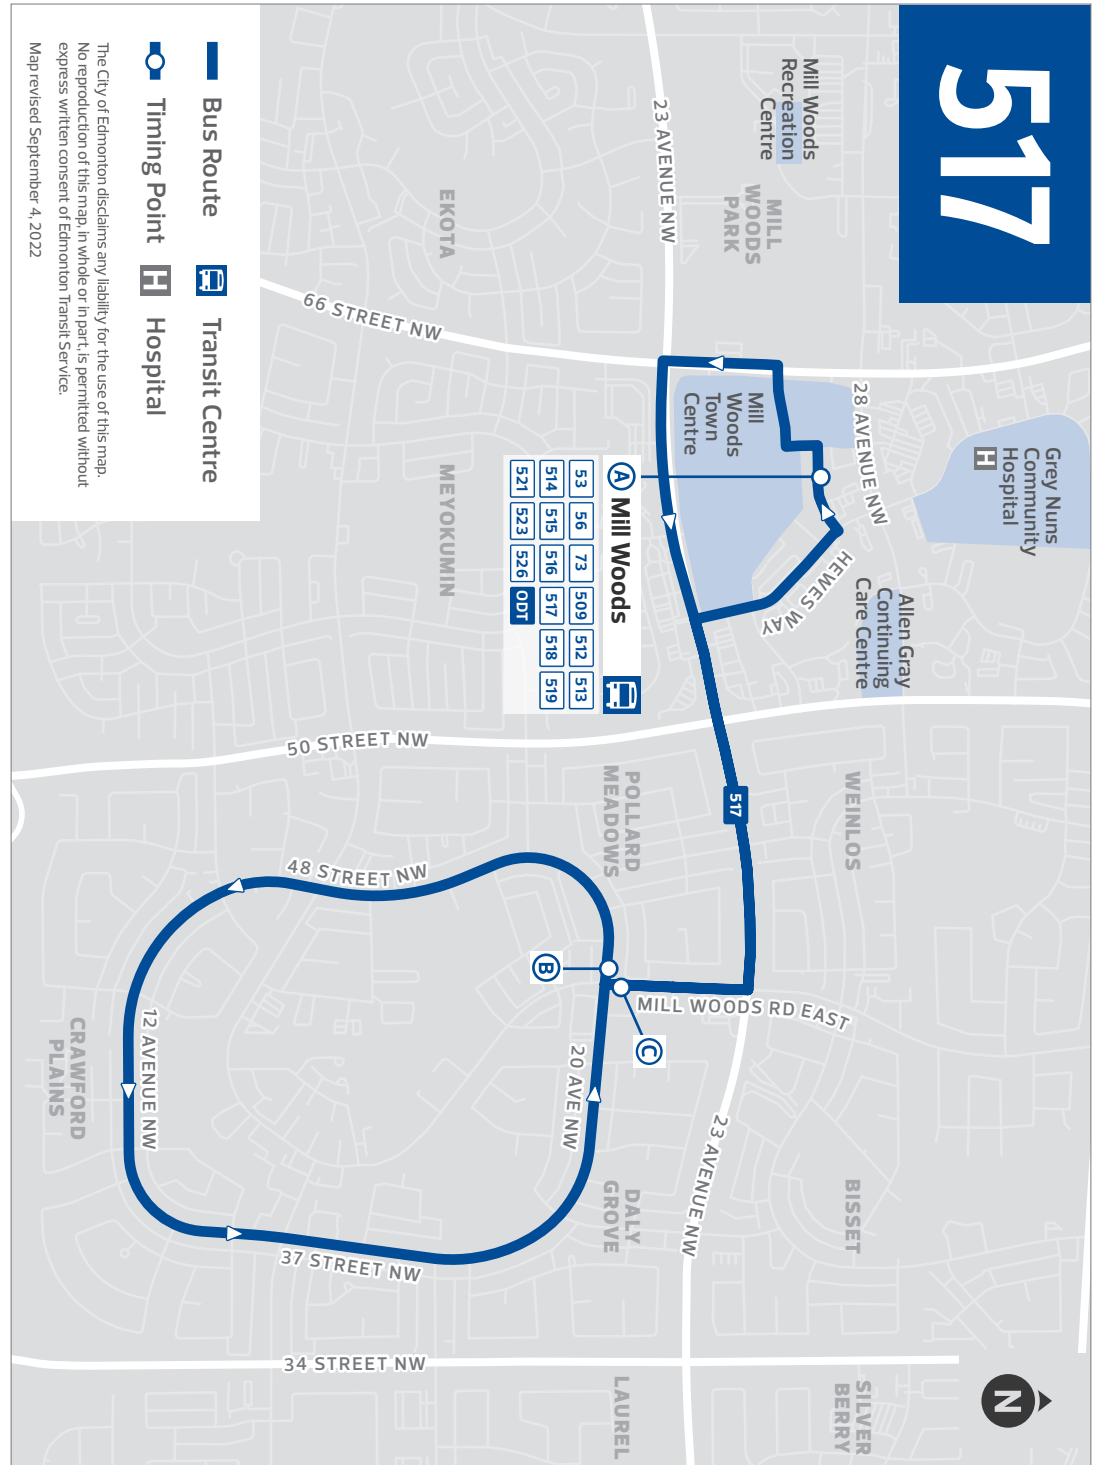 517
Mill Woods
Recreation
Centre
MILL
WOODS
PARK
23 AVENUE NW
EKOTA
66 STREET NW
28 AVENUE NW
Grey Nuns
Community
Hospital
H
Mill
Woods
Town
Centre
HEWES WAY
Allen Gray
Continuing
Care Centre
MEYOKUMIN
A Mill Woods
53 56 73 509 512 513
514 515 516 517 518 519
521 523 526 ODT
50 STREET NW
517
WEINLOS
POLLARD
MEADOWS
48 STREET NW
B
C
MILL WOODS RD EAST
20 AVE NW
12 AVENUE NW
CRAWFORD
PLAINS
23 AVENUE NW
BISSET
DALY
GROVE
37 STREET NW
34 STREET NW
LAUREL
SILVER
BERRY
N
Bus Route
Transit Centre
Timing Point
H Hospital
The City of Edmonton disclaims any liability for the use of this map.
No reproduction of this map, in whole or in part, is permitted without
express written consent of Edmonton Transit Service.
Map revised September 4, 2022